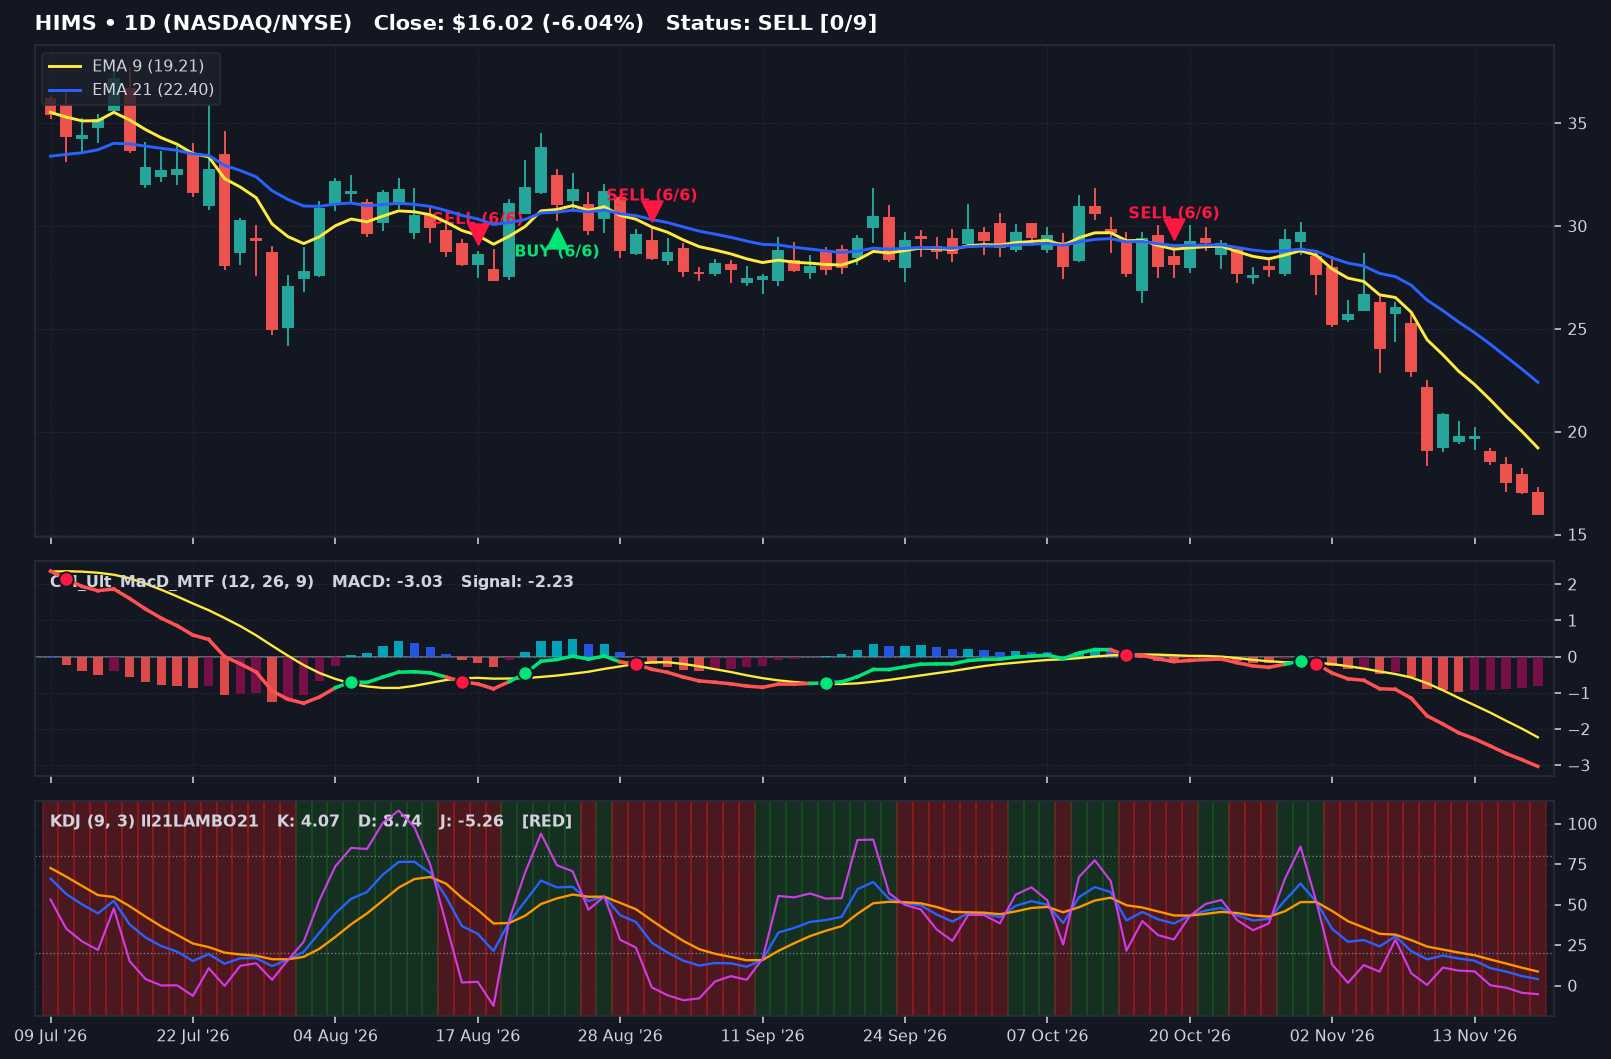 HIMS • 1D (NASDAQ/NYSE)   Close: $16.02 (-6.04%)   Status: SELL [0/9]
EMA 9 (19.21)
EMA 21 (22.40)
35
SELL (6/6)
SELL (6/6)
SELL (6/6)
30
BUY (6/6)
25
20
15
_Ult_MacD_MTF (12, 26, 9)   MACD: -3.03   Signal: -2.23
2
1
0
−1
−2
−3
KDJ (9, 3) II21LAMBO21   K: 4.07   D: 8.74   J: -5.26   [RED]
100
75
50
25
0
09 Jul '26
22 Jul '26
04 Aug '26
17 Aug '26
28 Aug '26
11 Sep '26
24 Sep '26
07 Oct '26
20 Oct '26
02 Nov '26
13 Nov '26